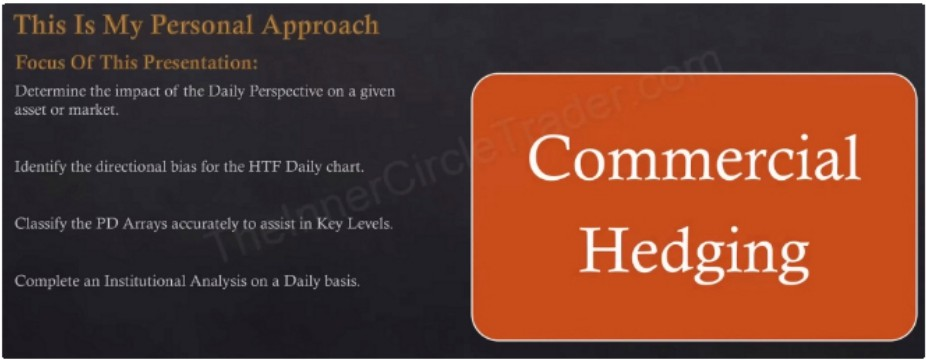 This Is My Personal Approach
Focus Of This Presentation:
Determine the impact of the Daily Perspective on a given
asset or market.
Identify the directional bias for the HTF Daily chart.
Classify the PD Arrays accurately to assist in Key Levels.
Complete an Institutional Analysis on a Daily basis.
Commercial
Hedging
TheInnerCircleTrader.com